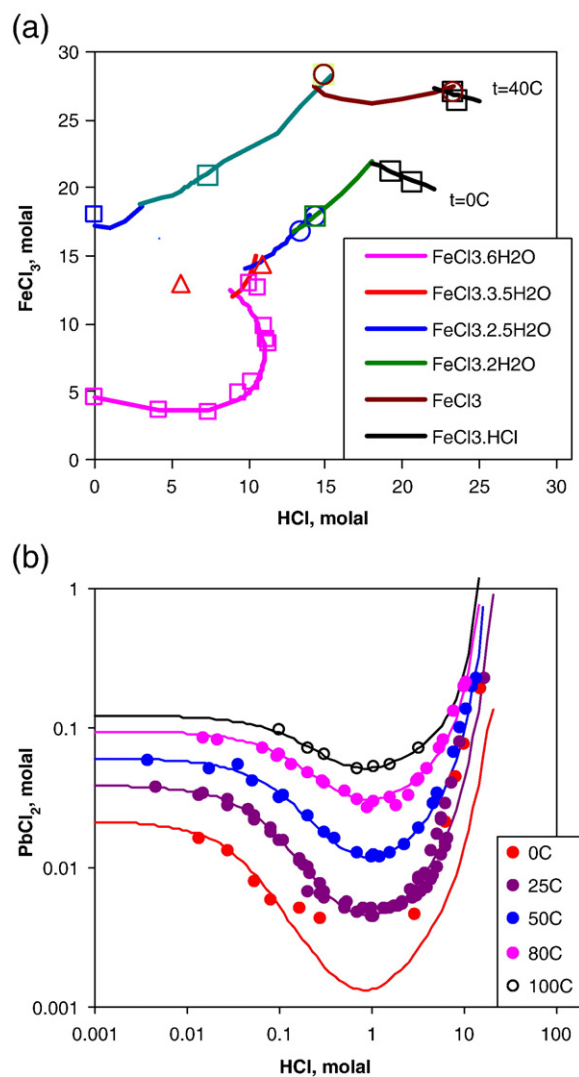 (a)
30
25
20
15
10
5
0
FeCl3, molal
t=40C
t=0C
FeCl3.6H2O
FeCl3.3.5H2O
FeCl3.2.5H2O
FeCl3.2H2O
FeCl3
FeCl3.HCl
0 5 10 15 20 25 30
HCl, molal
(b)
1
0.1
0.01
0.001
PbCl2, molal
0C
25C
50C
80C
100C
0.001 0.01 0.1 1 10 100
HCl, molal